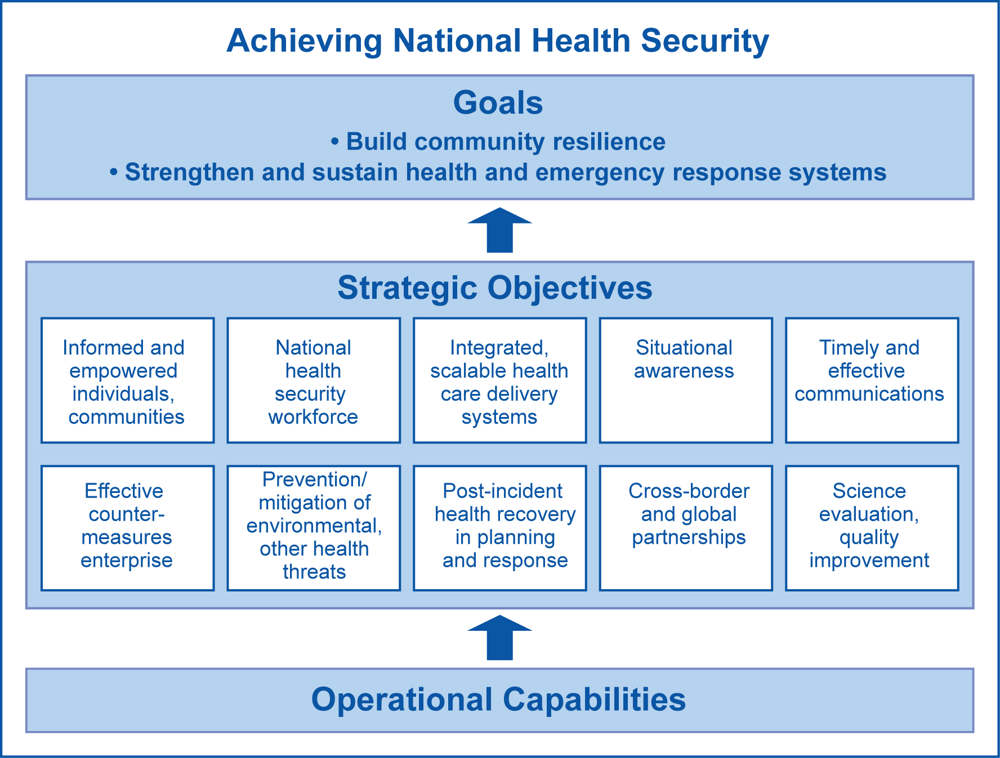 Achieving National Health Security
Goals
• Build community resilience
• Strengthen and sustain health and emergency response systems
Strategic Objectives
Informed and
empowered
individuals,
communities
National
health
security
workforce
Integrated,
scalable health
care delivery
systems
Situational
awareness
Timely and
effective
communications
Effective
counter-
measures
enterprise
Prevention/
mitigation of
environmental,
other health
threats
Post-incident
health recovery
in planning
and response
Cross-border
and global
partnerships
Science
evaluation,
quality
improvement
Operational Capabilities